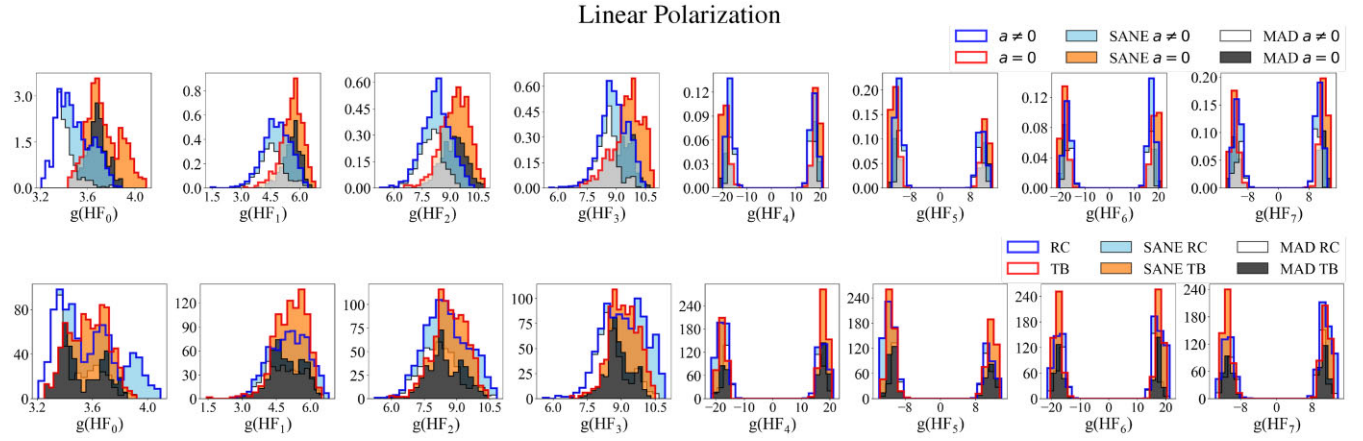 Linear Polarization
a ≠ 0 SANE a ≠ 0 MAD a ≠ 0
a = 0 SANE a = 0 MAD a = 0
3.0 1.0 0.60 0.60 0.16 0.25 0.20
0.8 0.20 0.12 0.15
0.6 0.45 0.45 0.12 0.15 0.08 0.10
1.5 0.4 0.30 0.30 0.08 0.10
0.2 0.15 0.15 0.04 0.05 0.04 0.05
0.0 0.0 0.00 0.00 0.00 0.00 0.00 0.00
3.2 3.6 4.0 1.5 3.0 4.5 6.0 6.0 7.5 9.0 10.5 6.0 7.5 9.0 10.5 −20 −10 0 10 20 −8 0 8 −20 −10 0 10 20 −8 0 8
g(HF₀) g(HF₁) g(HF₂) g(HF₃) g(HF₄) g(HF₅) g(HF₆) g(HF₇)
RC SANE RC MAD RC
TB SANE TB MAD TB
80 120 100 100 240 240 240 240
90 75 75 180 180 180
40 60 50 50 160 120 120 120
30 25 25 80 60 60 60
0 0 0 0 0 0 0 0
3.2 3.6 4.0 1.5 3.0 4.5 6.0 6.0 7.5 9.0 10.5 6.0 7.5 9.0 10.5 −20 −10 0 10 20 −8 0 8 −20 −10 0 10 20 −8 0 8
g(HF₀) g(HF₁) g(HF₂) g(HF₃) g(HF₄) g(HF₅) g(HF₆) g(HF₇)